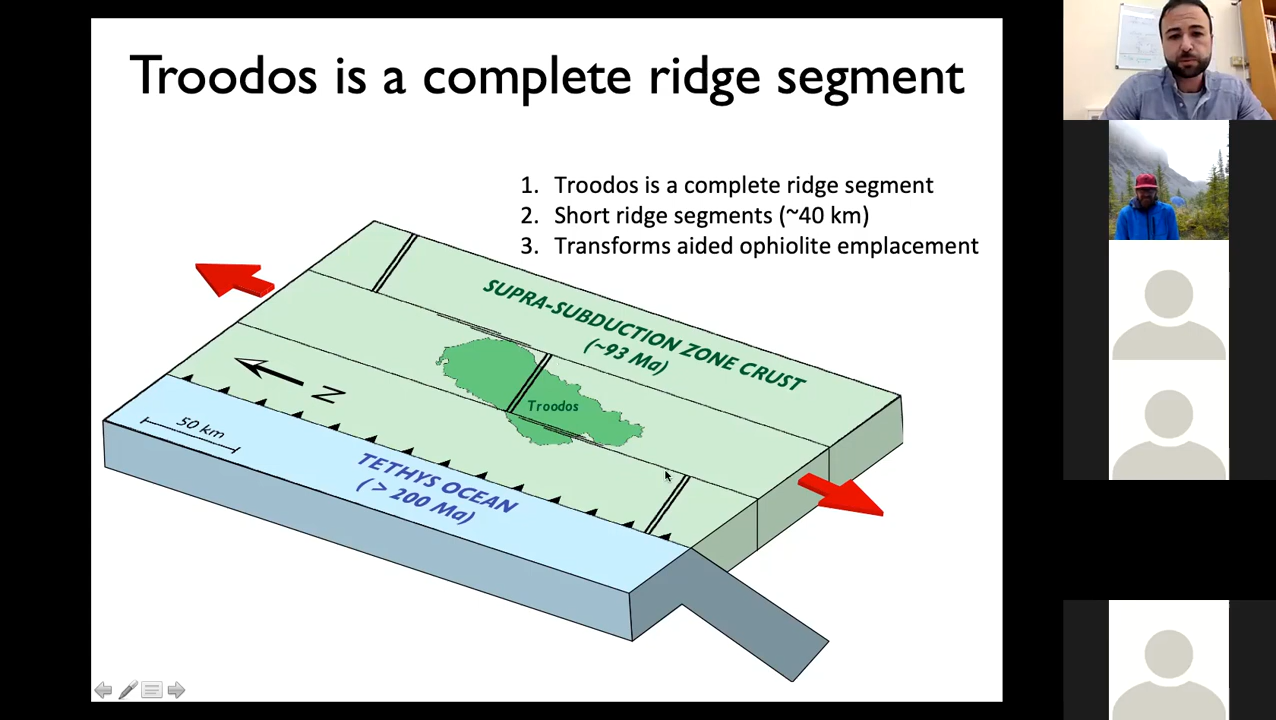 Troodos is a complete ridge segment
1. Troodos is a complete ridge segment
2. Short ridge segments (~40 km)
3. Transforms aided ophiolite emplacement
SUPRA-SUBDUCTION ZONE CRUST
(~93 Ma)
N
Troodos
50 km
TETHYS OCEAN
(> 200 Ma)